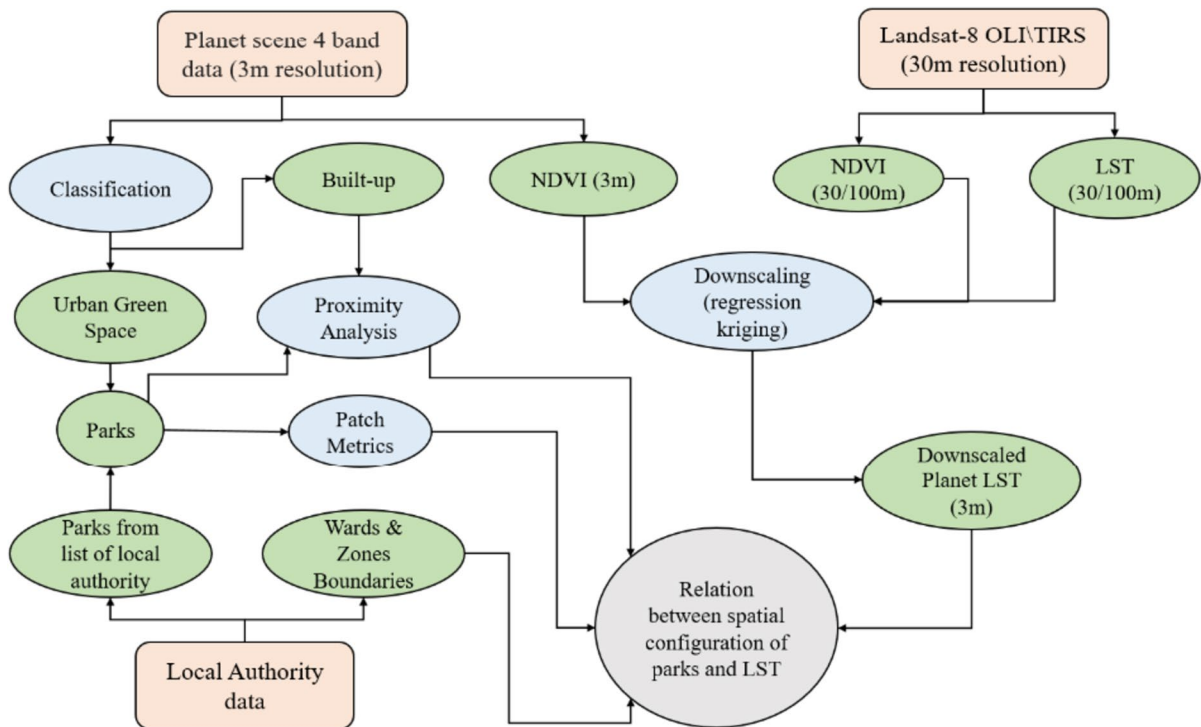 Planet scene 4 band
data (3m resolution)
Landsat-8 OLI\TIRS
(30m resolution)
Classification
Built-up
NDVI (3m)
NDVI
(30/100m)
LST
(30/100m)
Urban Green
Space
Proximity
Analysis
Downscaling
(regression
kriging)
Parks
Patch
Metrics
Downscaled
Planet LST
(3m)
Parks from
list of local
authority
Wards &
Zones
Boundaries
Relation
between spatial
configuration of
parks and LST
Local Authority
data